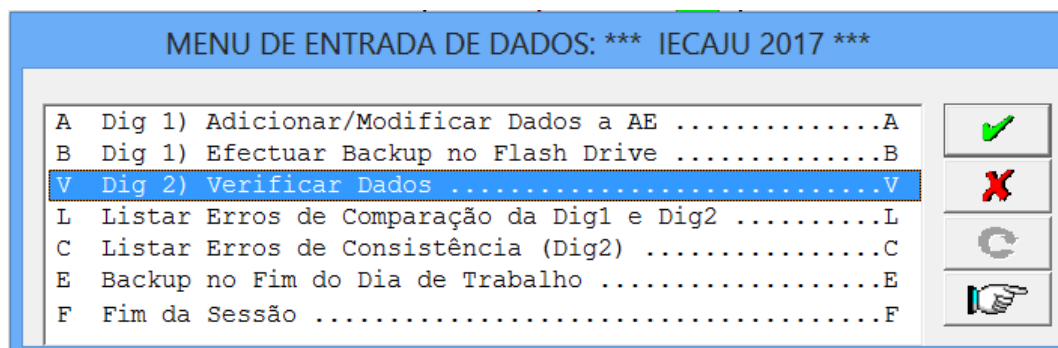 MENU DE ENTRADA DE DADOS: *** IECAJU 2017 ***
A Dig 1) Adicionar/Modificar Dados a AE ..............A
B Dig 1) Efectuar Backup no Flash Drive ..............B
V Dig 2) Verificar Dados .............................V
L Listar Erros de Comparação da Dig1 e Dig2 ..........L
C Listar Erros de Consistência (Dig2) ................C
E Backup no Fim do Dia de Trabalho ...................E
F Fim da Sessão ......................................F